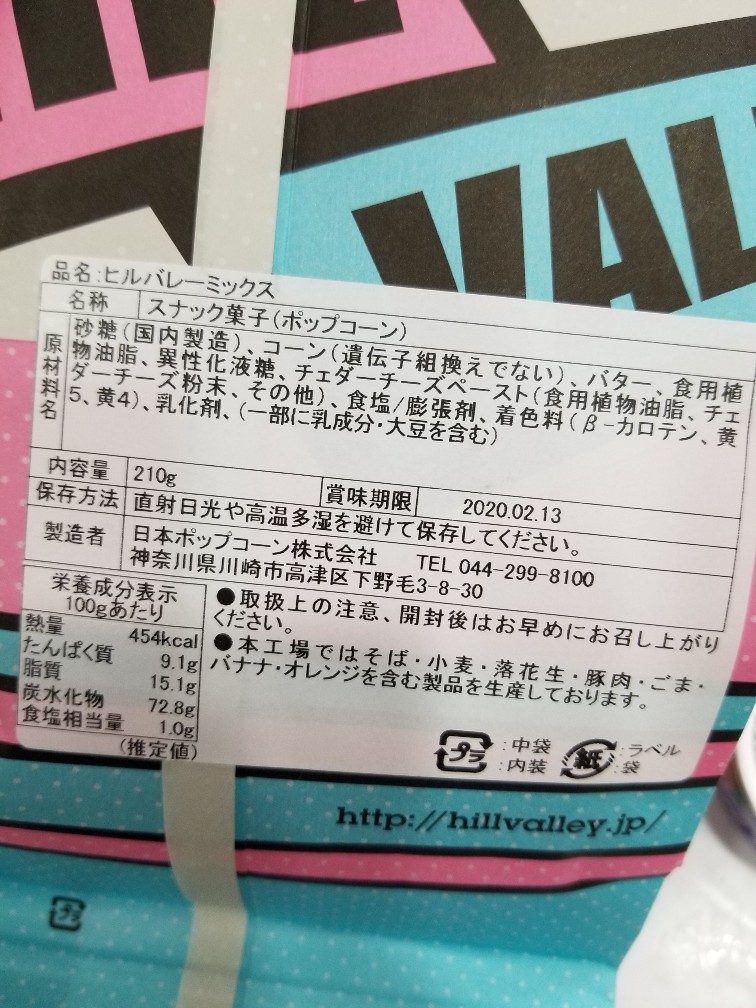 VAL
品名:ヒルバレーミックス
名称 スナック菓子(ポップコーン)
原材料名 砂糖(国内製造)、コーン(遺伝子組換えでない)、バター、食用植
物油脂、異性化液糖、チェダーチーズペースト(食用植物油脂、チェ
ダーチーズ粉末、その他)、食塩/膨張剤、着色料(β-カロテン、黄
5、黄4)、乳化剤、(一部に乳成分・大豆を含む)
内容量 210g 賞味期限 2020.02.13
保存方法 直射日光や高温多湿を避けて保存してください。
製造者 日本ポップコーン株式会社 TEL 044-299-8100
神奈川県川崎市高津区下野毛3-8-30
栄養成分表示
100gあたり
熱量 454kcal
たんぱく質 9.1g
脂質 15.1g
炭水化物 72.8g
食塩相当量 1.0g
(推定値)
●取扱上の注意、開封後はお早めにお召し上がり
ください。
●本工場ではそば・小麦・落花生・豚肉・ごま・
バナナ・オレンジを含む製品を生産しております。
プラ :中袋 紙 :ラベル
:内装 :袋
http://hillvalley.jp/
プラ